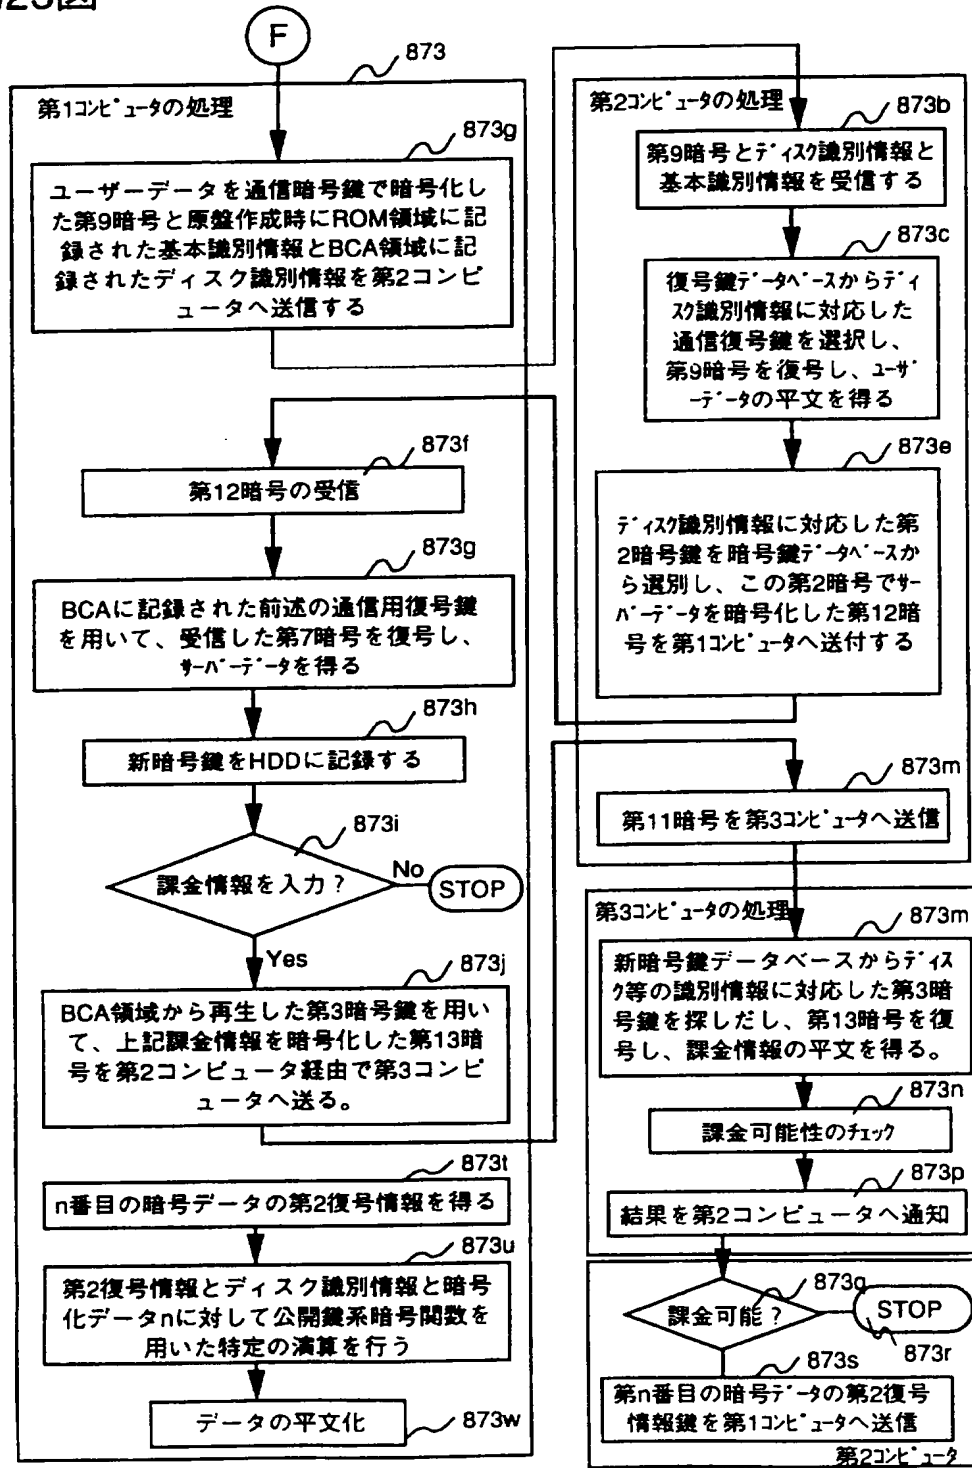 第25図
F
873
第1コンピュータの処理
873g
ユーザーデータを通信暗号鍵で暗号化し
た第9暗号と原盤作成時にROM領域に記
録された基本識別情報とBCA領域に記
録されたディスク識別情報を第2コンピ
ュータへ送信する
873f
第12暗号の受信
873g
BCAに記録された前述の通信用復号鍵
を用いて、受信した第7暗号を復号し、
サーバーデータを得る
873h
新暗号鍵をHDDに記録する
873i
課金情報を入力?
No
STOP
Yes
873j
BCA領域から再生した第3暗号鍵を用い
て、上記課金情報を暗号化した第13暗
号を第2コンピュータ経由で第3コンピ
ュータへ送る。
873t
n番目の暗号データの第2復号情報を得る
873u
第2復号情報とディスク識別情報と暗号
化データnに対して公開鍵系暗号関数を
用いた特定の演算を行う
データの平文化
873w
第2コンピュータの処理
873b
第9暗号とディスク識別情報と
基本識別情報を受信する
873c
復号鍵データベースからディ
スク識別情報に対応した
通信復号鍵を選択し、
第9暗号を復号し、ユーザ
ーデータの平文を得る
873e
ディスク識別情報に対応した第
2暗号鍵を暗号鍵データベースか
ら選別し、この第2暗号でサー
バーデータを暗号化した第12暗
号を第1コンピュータへ送付する
873m
第11暗号を第3コンピュータへ送信
第3コンピュータの処理
873m
新暗号鍵データベースからディス
ク等の識別情報に対応した第3暗
号鍵を探しだし、第13暗号を復
号し、課金情報の平文を得る。
873n
課金可能性のチェック
873p
結果を第2コンピュータへ通知
873q
課金可能?
STOP
873r
873s
第n番目の暗号データの第2復号
情報鍵を第1コンピュータへ送信
第2コンピュータ